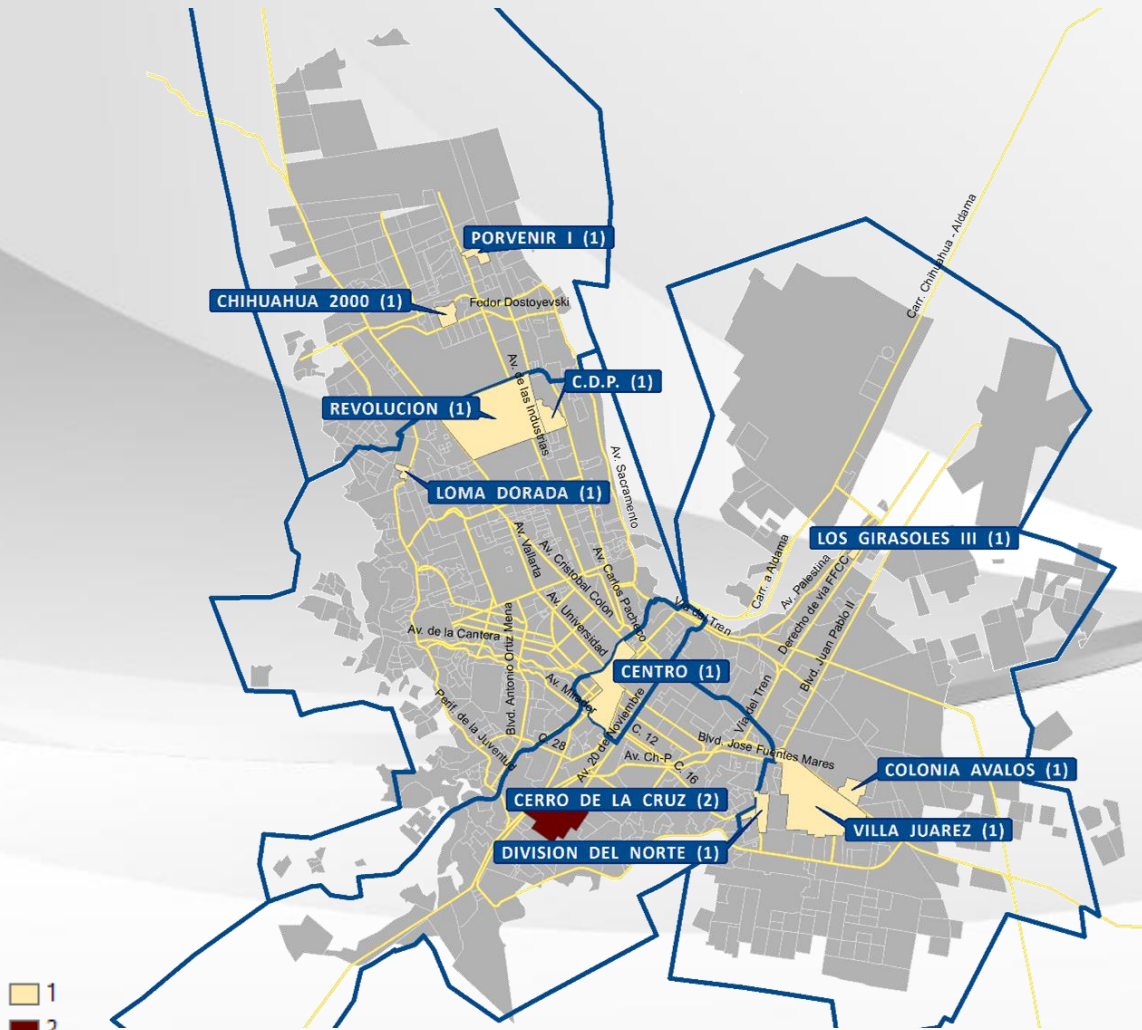 PORVENIR I (1)
CHIHUAHUA 2000 (1)
Fedor Dostoyevski
Carr. Chihuahua - Aldama
Av. de las Industrias
C.D.P. (1)
REVOLUCION (1)
Av. Sacramento
LOMA DORADA (1)
LOS GIRASOLES III (1)
Av. Vallarta
Av. Cristobal Colon
Av. Carlos Pacheco
Carr. a Aldama
Av. Palestina
Derecho de via FFCC
Av. Universidad
Vía del Tren
Blvd. Juan Pablo II
Av. de la Cantera
Blvd. Antonio Ortiz Mena
CENTRO (1)
Av. Mirador
Perif. de la Juventud
Av. 20 de Noviembre
Vía del Tren
C. 28
C. 12
Blvd. Jose Fuentes Mares
Av. Ch-P
C. 16
COLONIA AVALOS (1)
CERRO DE LA CRUZ (2)
VILLA JUAREZ (1)
DIVISION DEL NORTE (1)
1
2